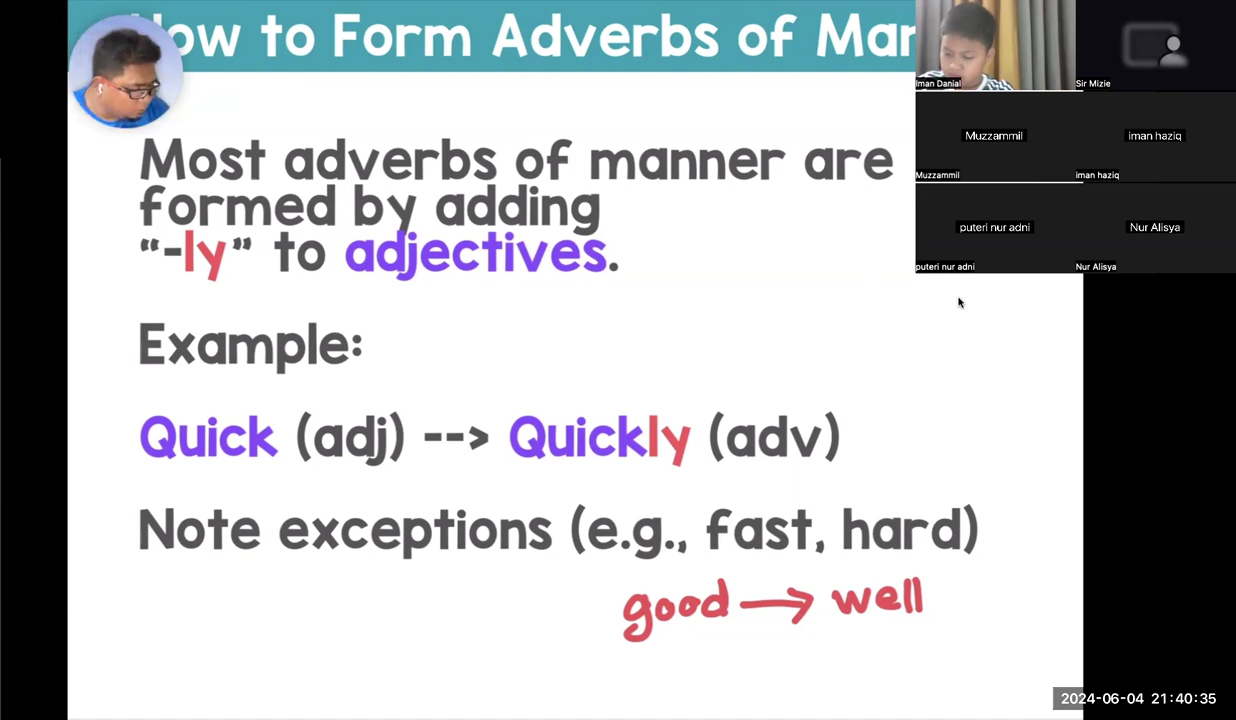 How to Form Adverbs of Man
Most adverbs of manner are
formed by adding
“-ly” to adjectives.
Example:
Quick (adj) --> Quickly (adv)
Note exceptions (e.g., fast, hard)
good → well
Iman Danial
Sir Mizie
Muzzammil
iman haziq
Muzzammil
iman haziq
puteri nur adni
Nur Alisya
puteri nur adni
Nur Alisya
2024-06-04 21:40:35